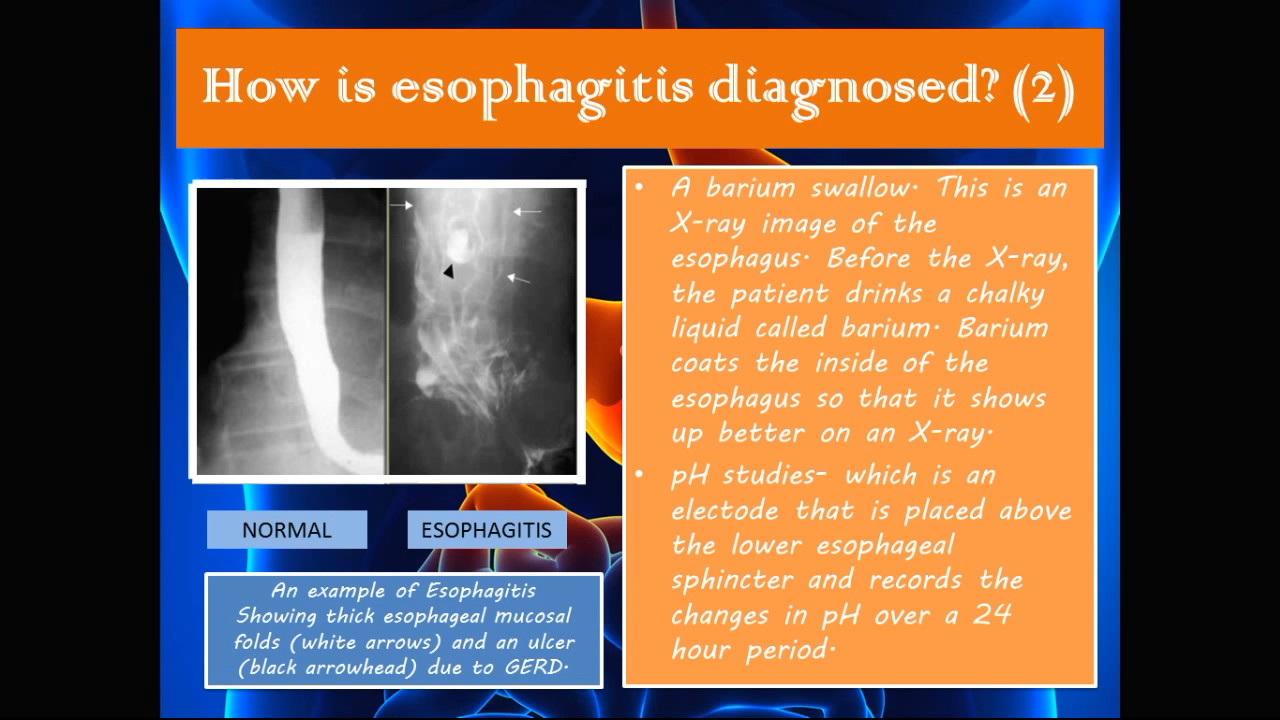 How is esophagitis diagnosed? (2)
NORMAL
ESOPHAGITIS
An example of Esophagitis
Showing thick esophageal mucosal
folds (white arrows) and an ulcer
(black arrowhead) due to GERD.
• A barium swallow. This is an
X-ray image of the
esophagus. Before the X-ray,
the patient drinks a chalky
liquid called barium. Barium
coats the inside of the
esophagus so that it shows
up better on an X-ray.
• pH studies- which is an
electode that is placed above
the lower esophageal
sphincter and records the
changes in pH over a 24
hour period.